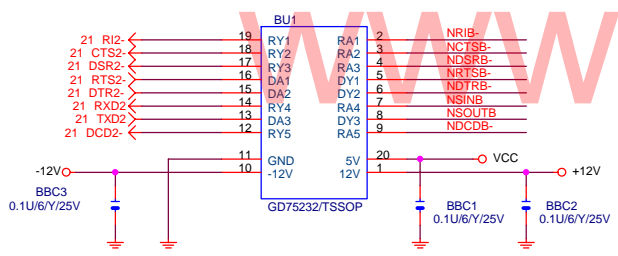 WWW
BU1
21 RI2- 19 RY1 RA1 2 NRIB-
21 CTS2- 18 RY2 RA2 3 NCTSB-
21 DSR2- 17 RY3 RA3 4 NDSRB-
21 RTS2- 16 DA1 DY1 5 NRTSB-
21 DTR2- 15 DA2 DY2 6 NDTRB-
21 RXD2 14 RY4 RA4 7 NSINB
21 TXD2 13 DA3 DY3 8 NSOUTB
21 DCD2- 12 RY5 RA5 9 NDCDB-
11 GND 5V 20 VCC
-12V 10 -12V 12V 1 +12V
BBC3
0.1U/6/Y/25V
GD75232/TSSOP
BBC1
0.1U/6/Y/25V
BBC2
0.1U/6/Y/25V